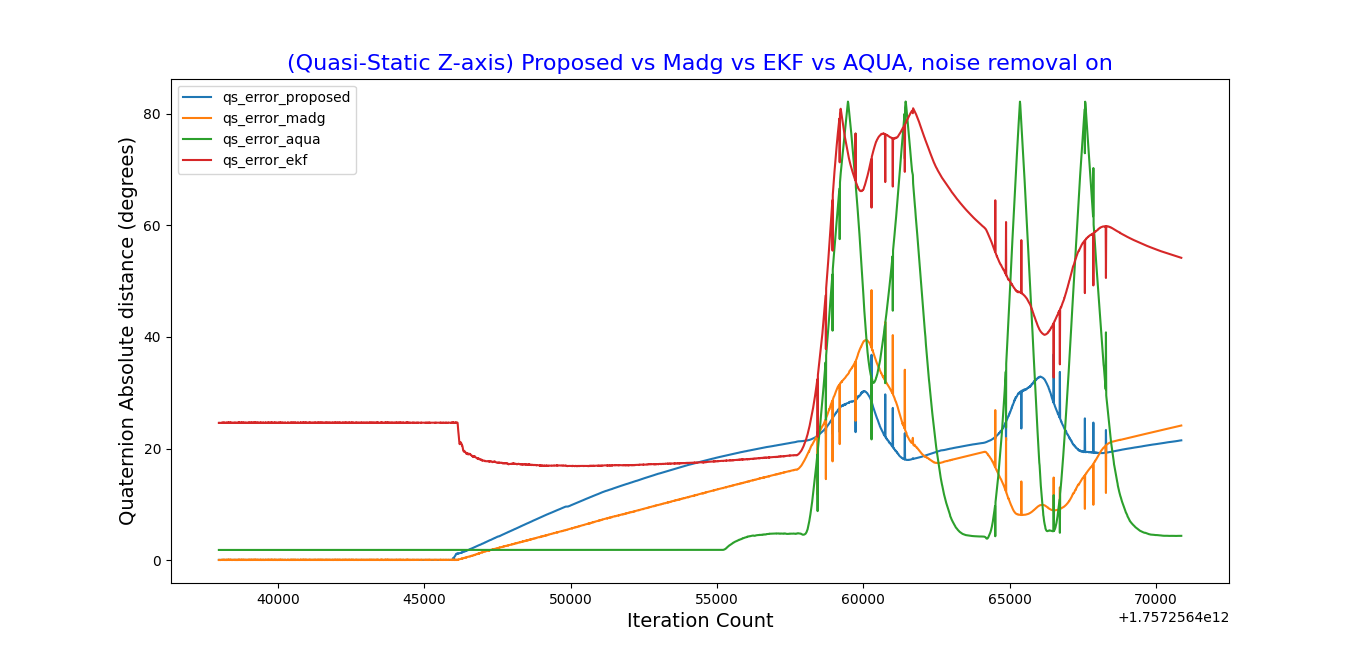 (Quasi-Static Z-axis) Proposed vs Madg vs EKF vs AQUA, noise removal on
qs_error_proposed
qs_error_madg
qs_error_aqua
qs_error_ekf
Quaternion Absolute distance (degrees)
80
60
40
20
0
40000 45000 50000 55000 60000 65000 70000
+1.7572564e12
Iteration Count